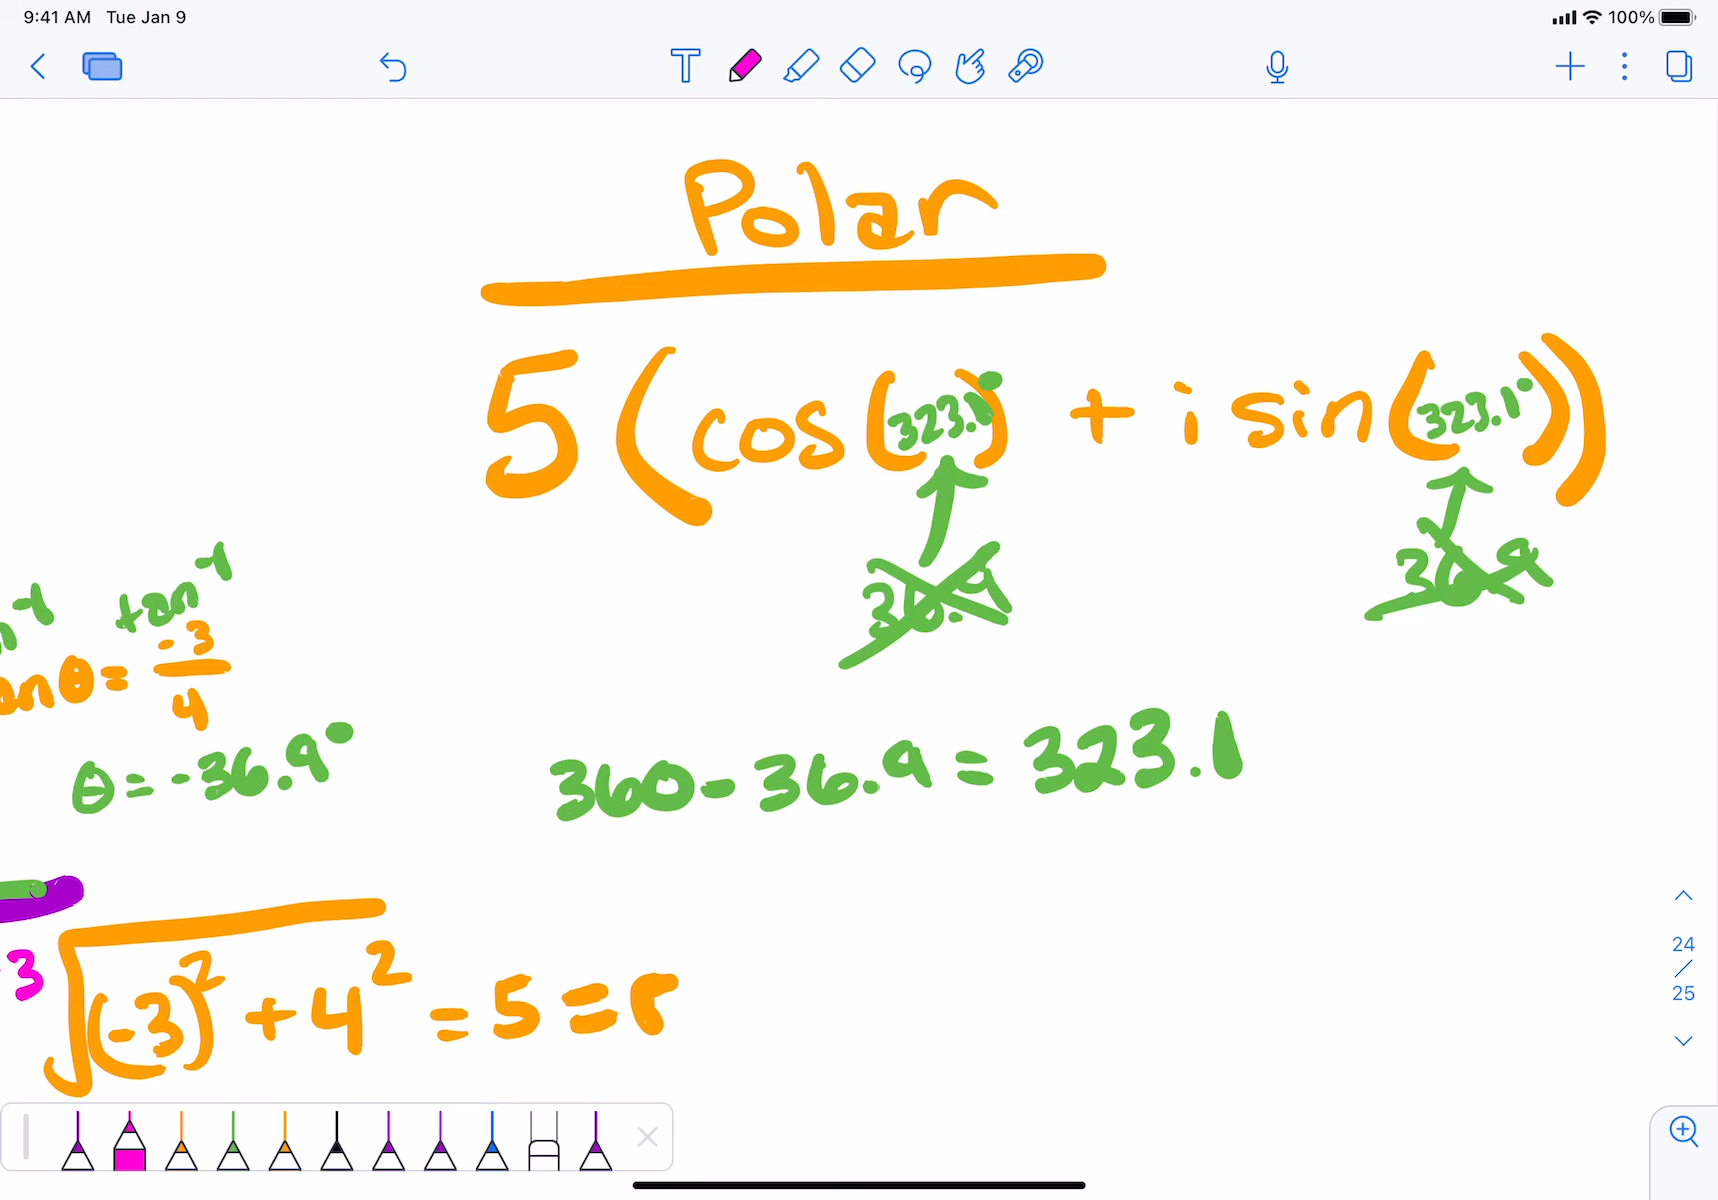 9:41 AM Tue Jan 9
100%
T
Polar
5(cos(323.1°) + i sin(323.1°))
36.9 36.9
tan⁻¹
tanθ = -3/4
θ = -36.9°
360 - 36.9 = 323.1
3
√(-3)² + 4² = 5 = r
24
/
25